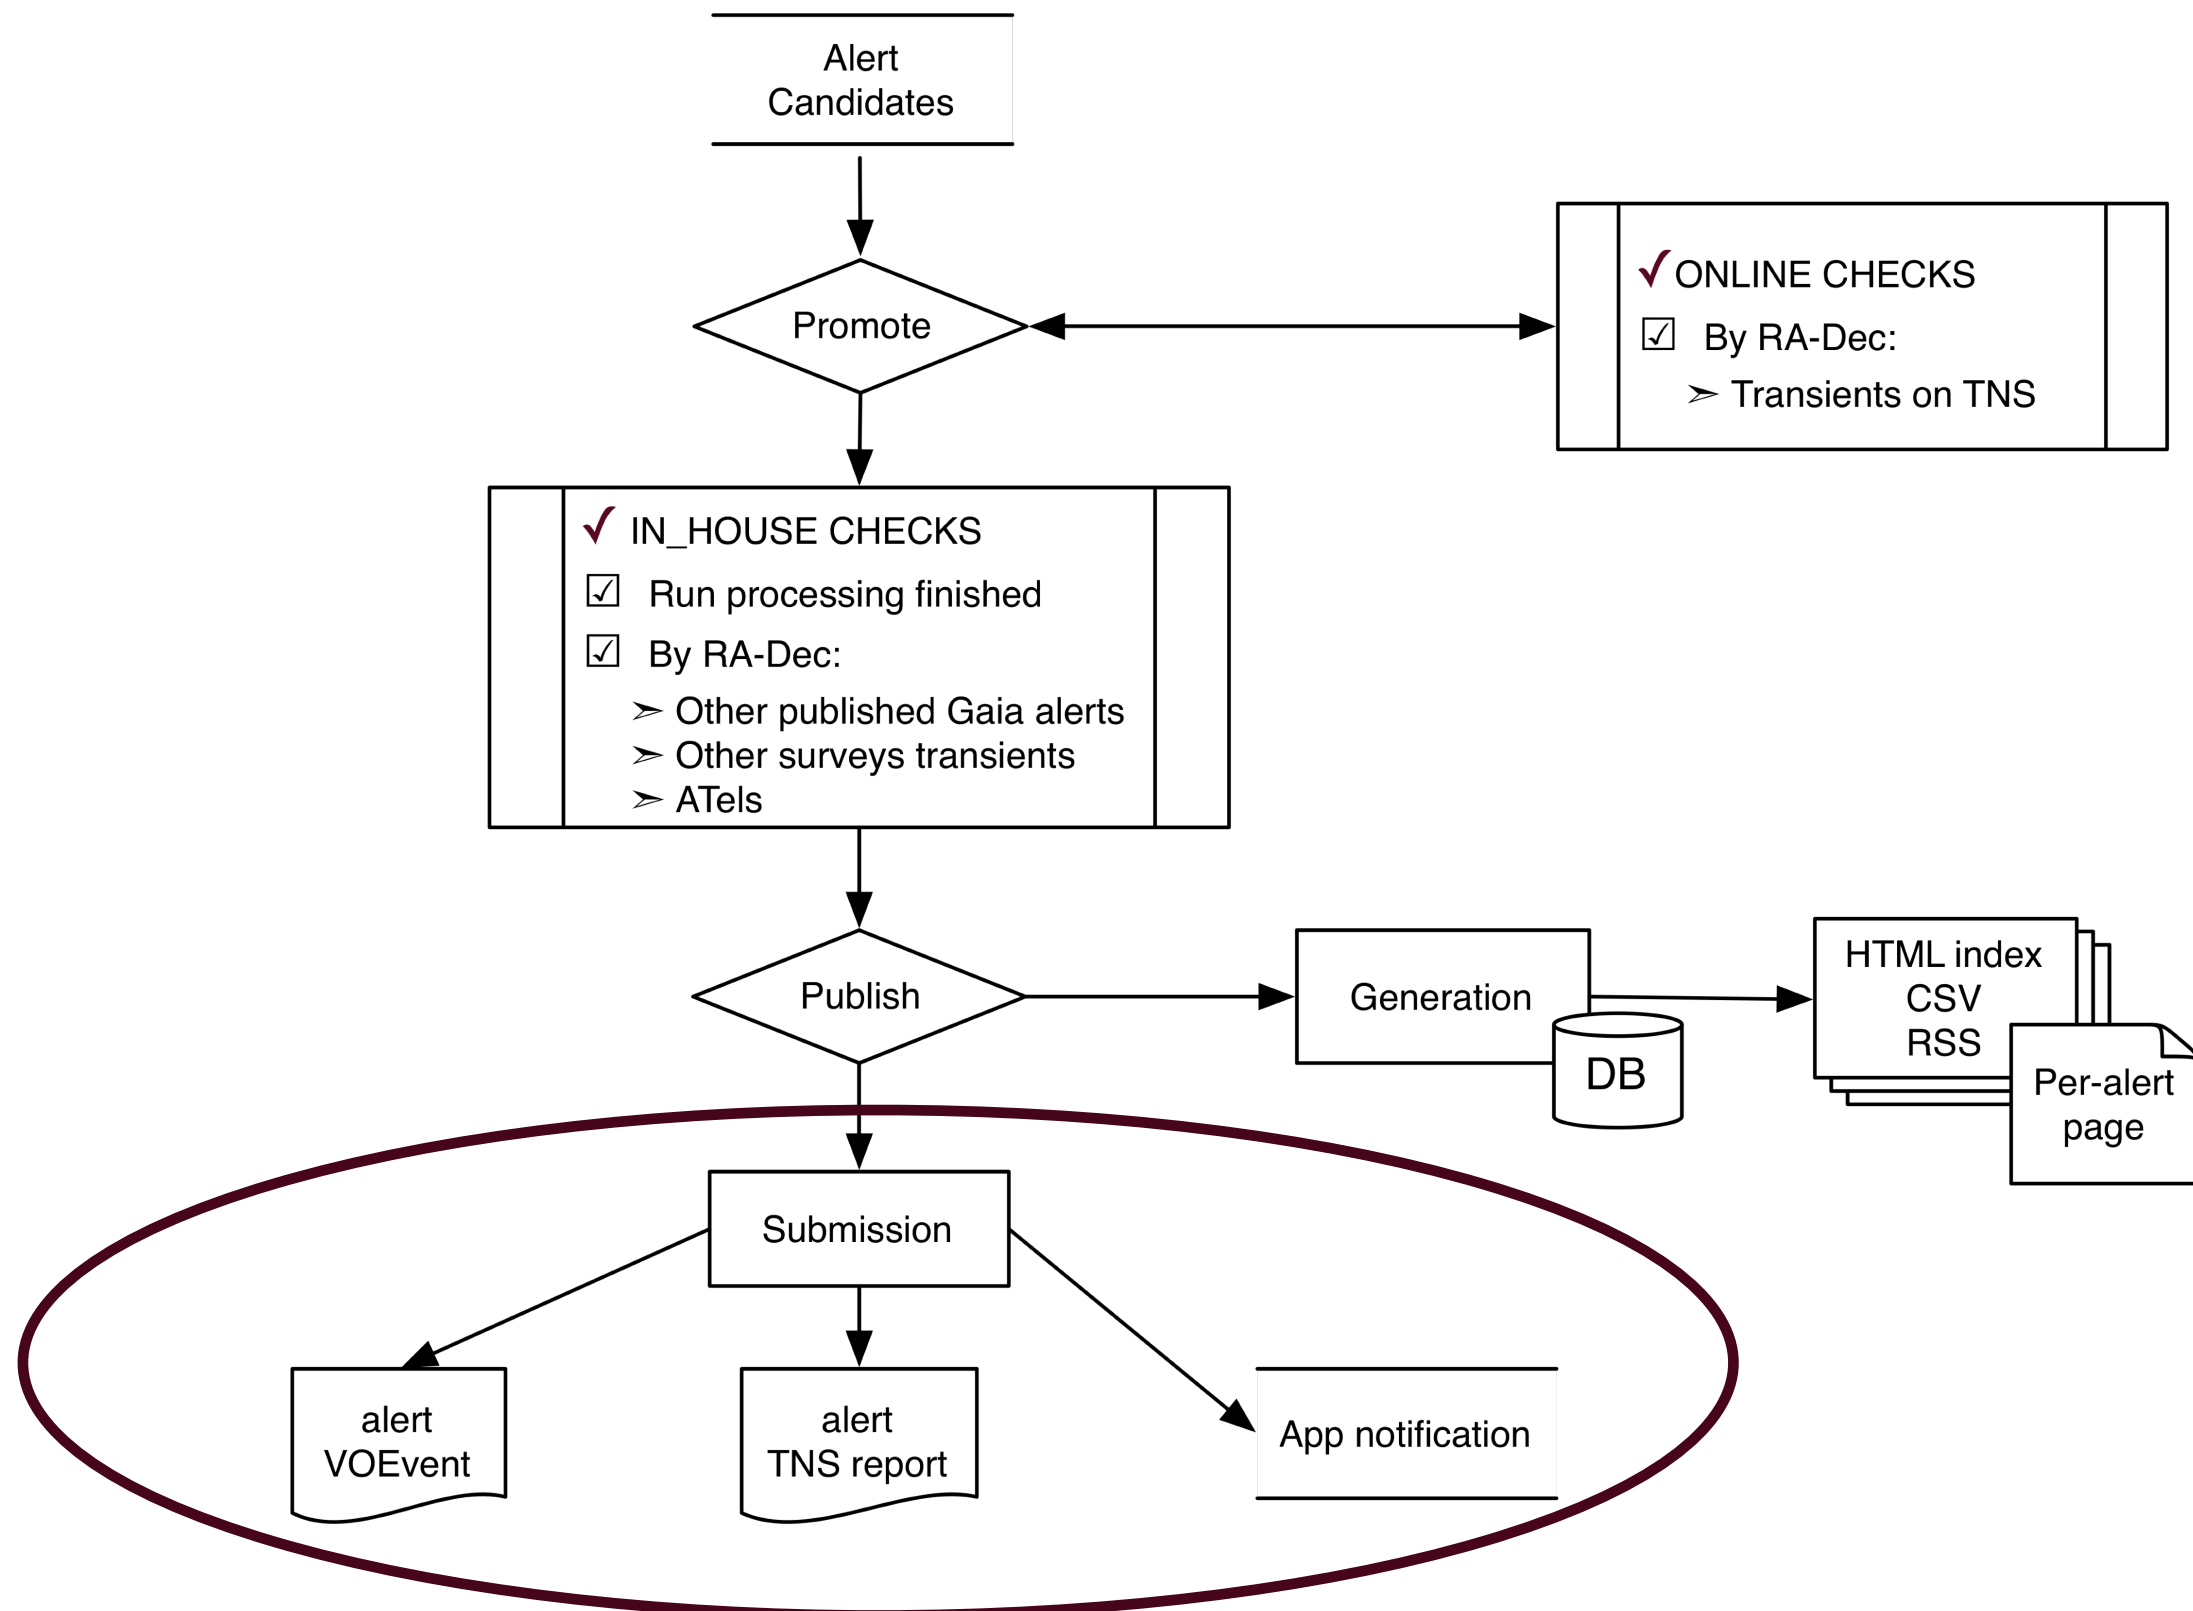 Alert
Candidates
Promote
✓ONLINE CHECKS
☑ By RA-Dec:
➣ Transients on TNS
✓ IN_HOUSE CHECKS
☑ Run processing finished
☑ By RA-Dec:
➣ Other published Gaia alerts
➣ Other surveys transients
➣ ATels
Publish
Generation
DB
HTML index
CSV
RSS
Per-alert
page
Submission
alert
VOEvent
alert
TNS report
App notification